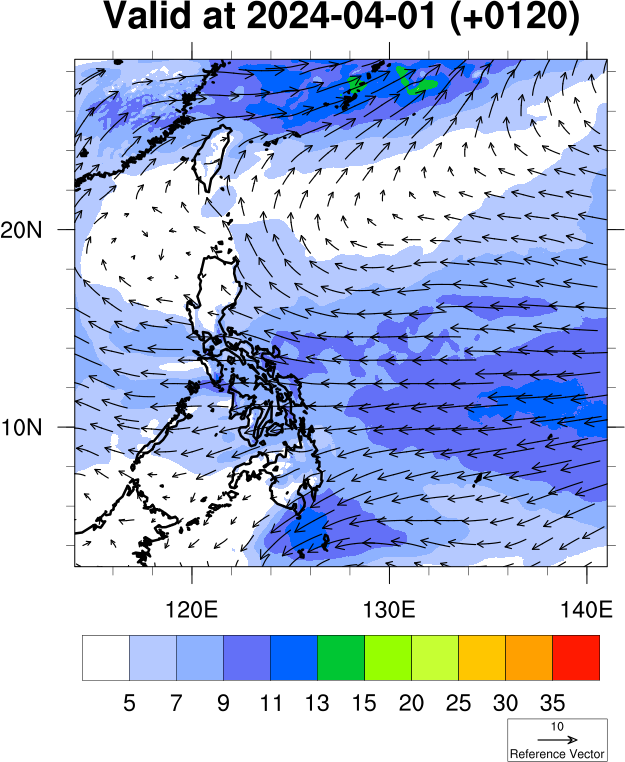 Valid at 2024-04-01 (+0120)
20N
10N
120E 130E 140E
5 7 9 11 13 15 20 25 30 35
10
Reference Vector